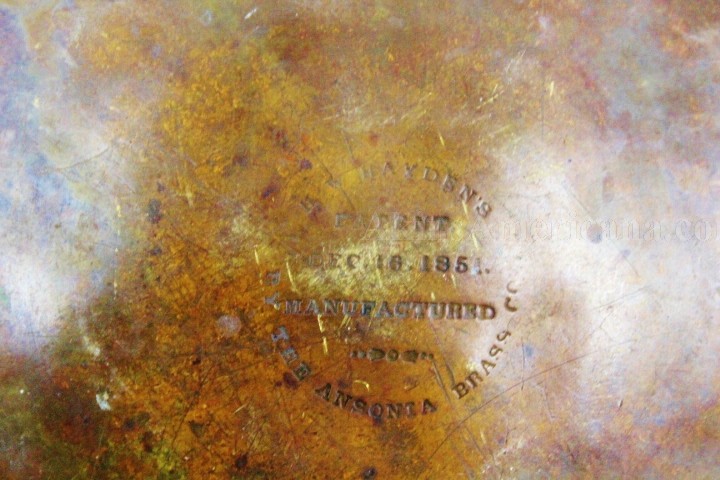 H. W. HAYDEN'S
PATENT
DEC. 16. 1851.
MANUFACTURED
BY THE ANSONIA BRASS CO